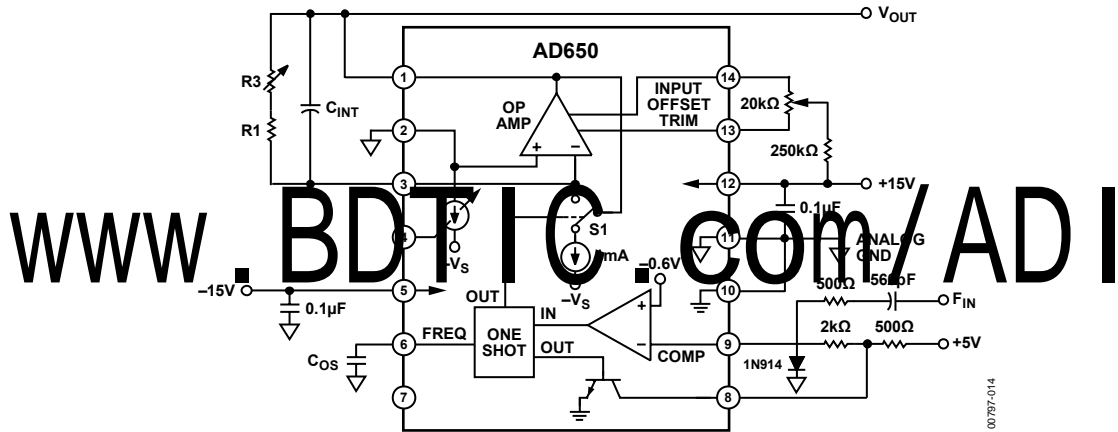 VOUT
AD650
R3
CINT
R1
1
14
INPUT
OFFSET
TRIM
OP
AMP
20kΩ
2
13
250kΩ
+
−
3
12
+15V
0.1µF
S1
4
11
ANALOG
GND
−VS
mA
−0.6V
www.BDTIC.com/ADI
−15V
5
10
500Ω
FIN
0.1µF
OUT
−VS
+
IN
2kΩ
500Ω
FREQ
ONE
SHOT
6
9
+5V
COS
OUT
−
COMP
1N914
7
8
00797-014